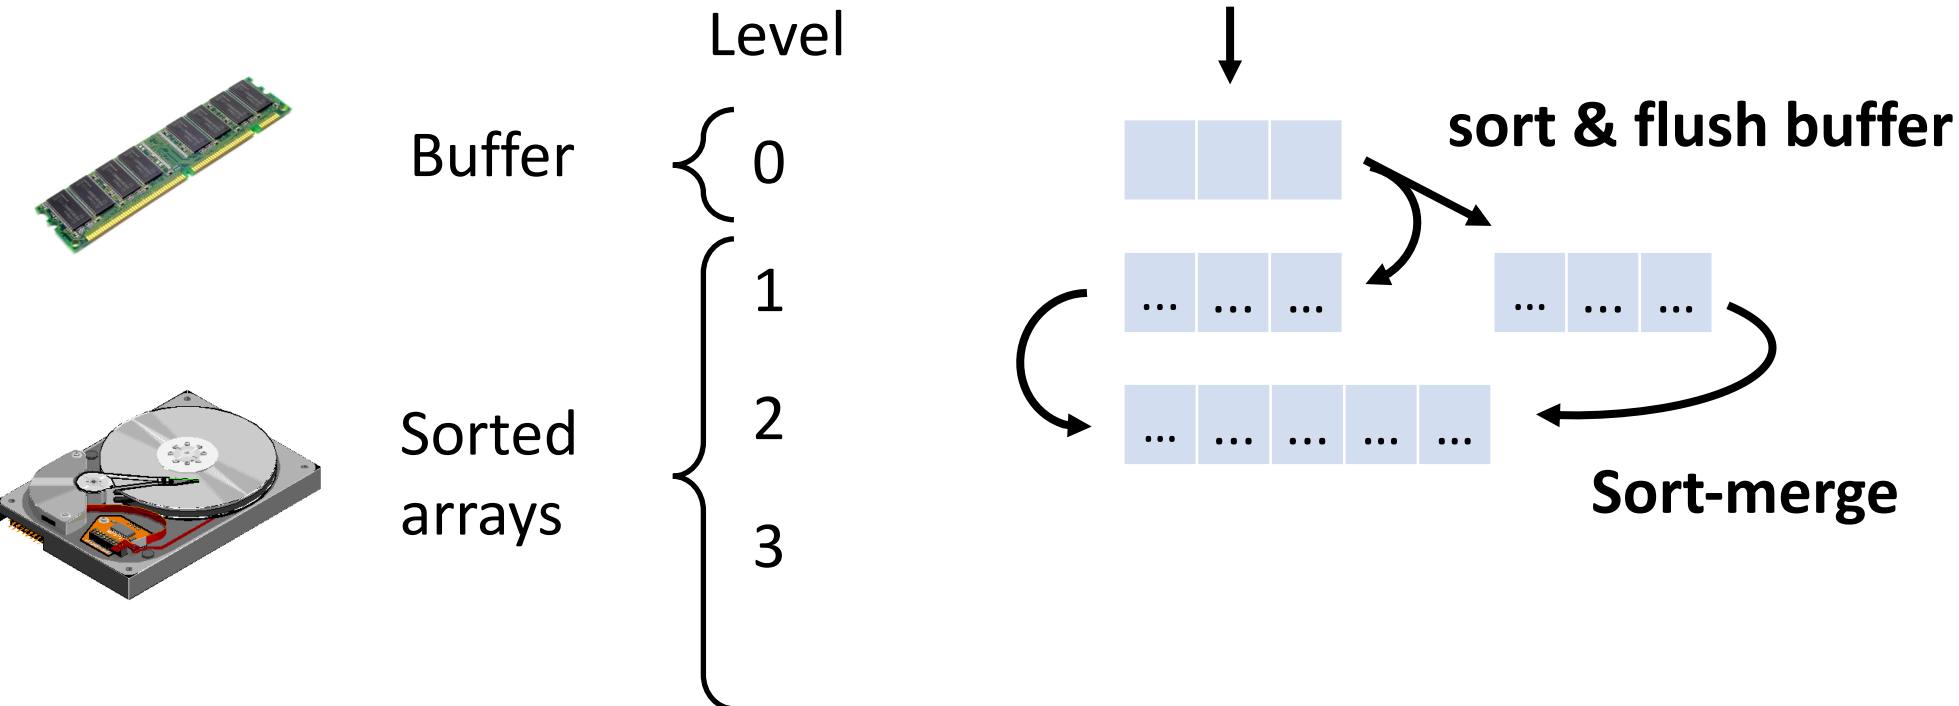 Level
Buffer
0
sort & flush buffer
1
... ... ...
... ... ...
2
... ... ... ... ...
Sorted
arrays
3
Sort-merge